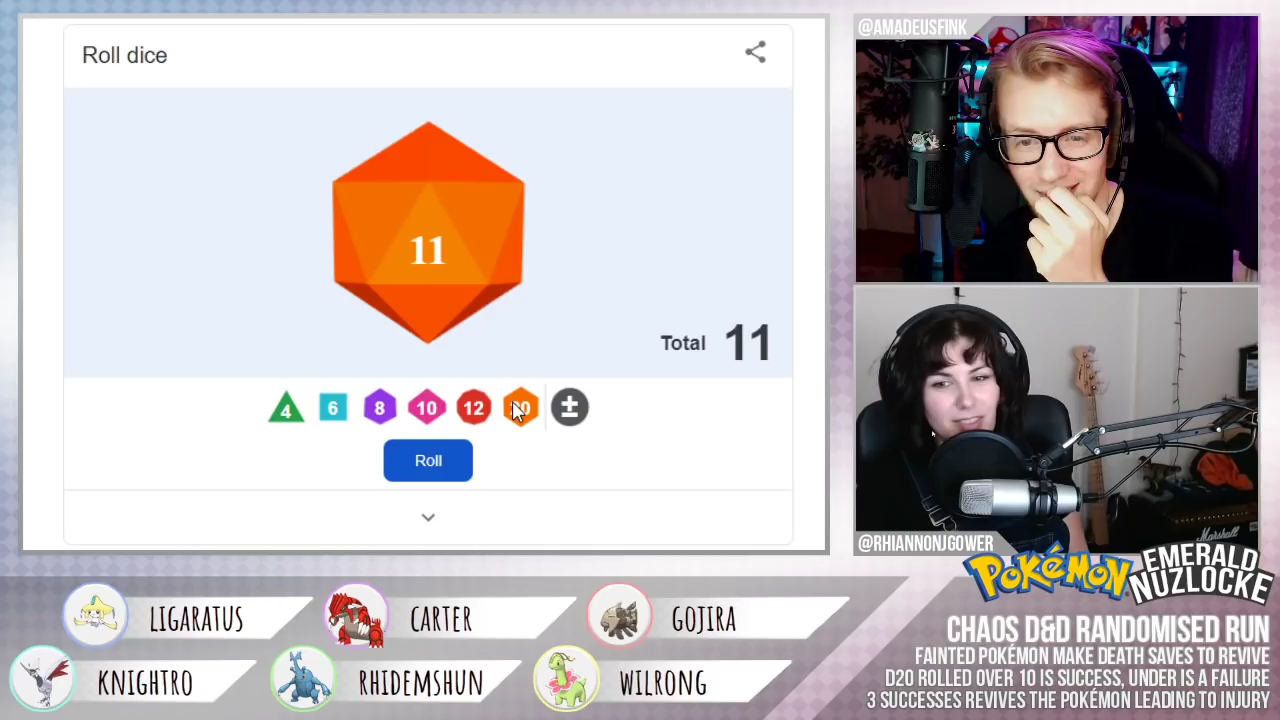 Roll dice
11
Total 11
4 6 8 10 12 20 ±
Roll
@AMADEUSFINK
@RHIANNONJGOWER
Marshall
POKéMON
EMERALD
NUZLOCKE
LIGARATUS
CARTER
GOJIRA
KNIGHTRO
RHIDEMSHUN
WILRONG
CHAOS D&D RANDOMISED RUN
FAINTED POKÉMON MAKE DEATH SAVES TO REVIVE
D20 ROLLED OVER 10 IS SUCCESS, UNDER IS A FAILURE
3 SUCCESSES REVIVES THE POKÉMON LEADING TO INJURY